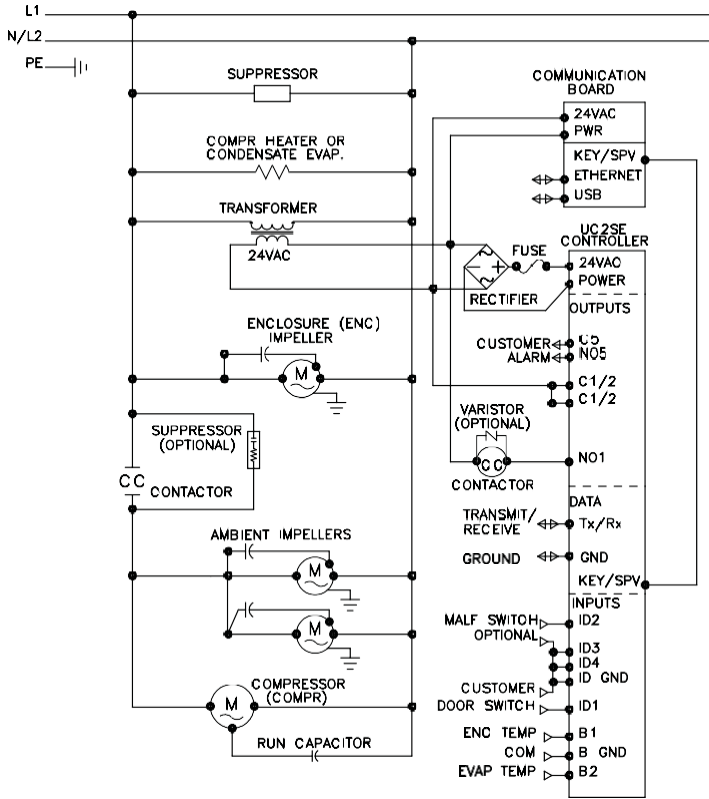 L1
N/L2
PE
SUPPRESSOR
COMPR HEATER OR
CONDENSATE EVAP.
TRANSFORMER
24VAC
COMMUNICATION
BOARD
24VAC
PWR
KEY/SPV
ETHERNET
USB
UC2SE
CONTROLLER
FUSE
24VAC
POWER
RECTIFIER
OUTPUTS
ENCLOSURE (ENC)
IMPELLER
M
CUSTOMER
ALARM
C5
NO5
C1/2
C1/2
SUPPRESSOR
(OPTIONAL)
VARISTOR
(OPTIONAL)
CC
CONTACTOR
CC
CONTACTOR
NO1
DATA
TRANSMIT/
RECEIVE
Tx/Rx
GROUND
GND
KEY/SPV
AMBIENT IMPELLERS
M
M
INPUTS
MALF SWITCH
OPTIONAL
ID2
ID3
ID4
ID GND
CUSTOMER
DOOR SWITCH
ID1
COMPRESSOR
(COMPR)
M
RUN CAPACITOR
ENC TEMP
B1
COM
B GND
EVAP TEMP
B2